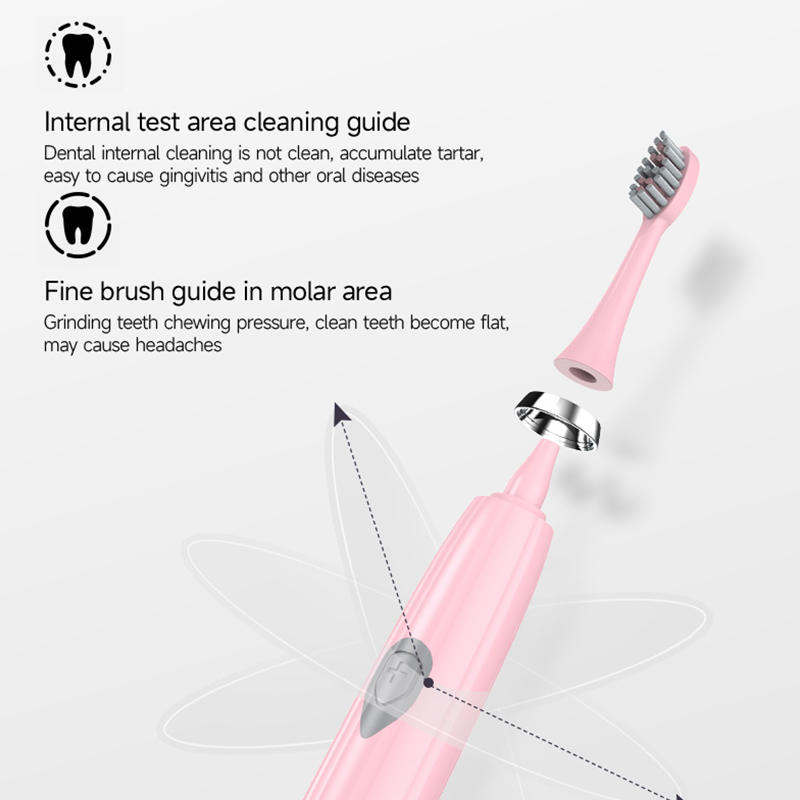 Internal test area cleaning guide
Dental internal cleaning is not clean, accumulate tartar,
easy to cause gingivitis and other oral diseases
Fine brush guide in molar area
Grinding teeth chewing pressure, clean teeth become flat,
may cause headaches